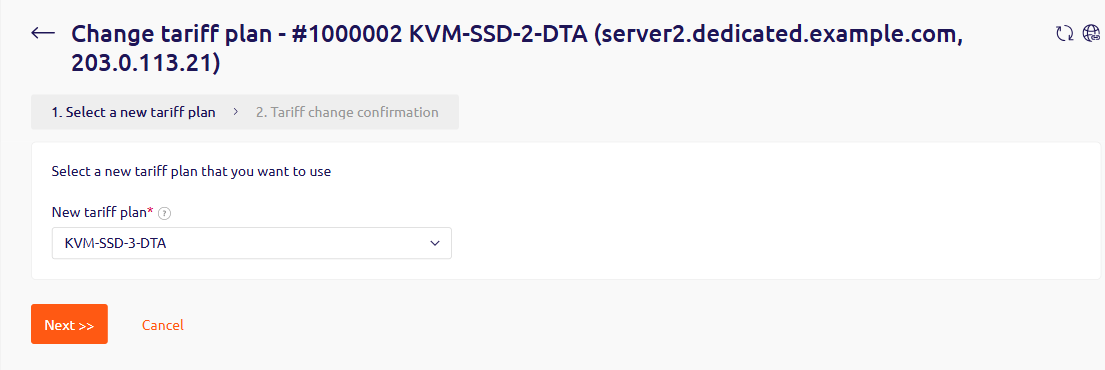 Change tariff plan - #1000002 KVM-SSD-2-DTA (server2.dedicated.example.com,
203.0.113.21)
1. Select a new tariff plan > 2. Tariff change confirmation
Select a new tariff plan that you want to use
New tariff plan* ?
KVM-SSD-3-DTA
Next >> Cancel